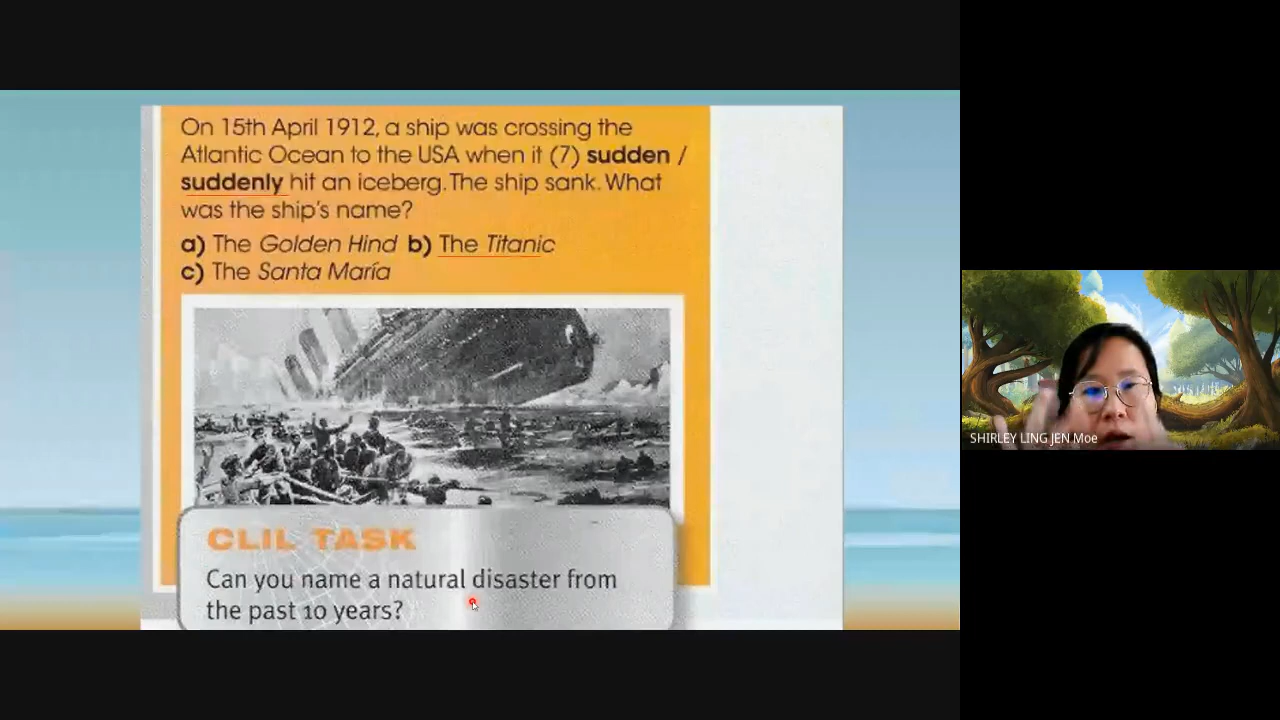 On 15th April 1912, a ship was crossing the
Atlantic Ocean to the USA when it (7) sudden /
suddenly hit an iceberg. The ship sank. What
was the ship's name?
a) The Golden Hind b) The Titanic
c) The Santa María
CLIL TASK
Can you name a natural disaster from
the past 10 years?
SHIRLEY LING JEN Moe